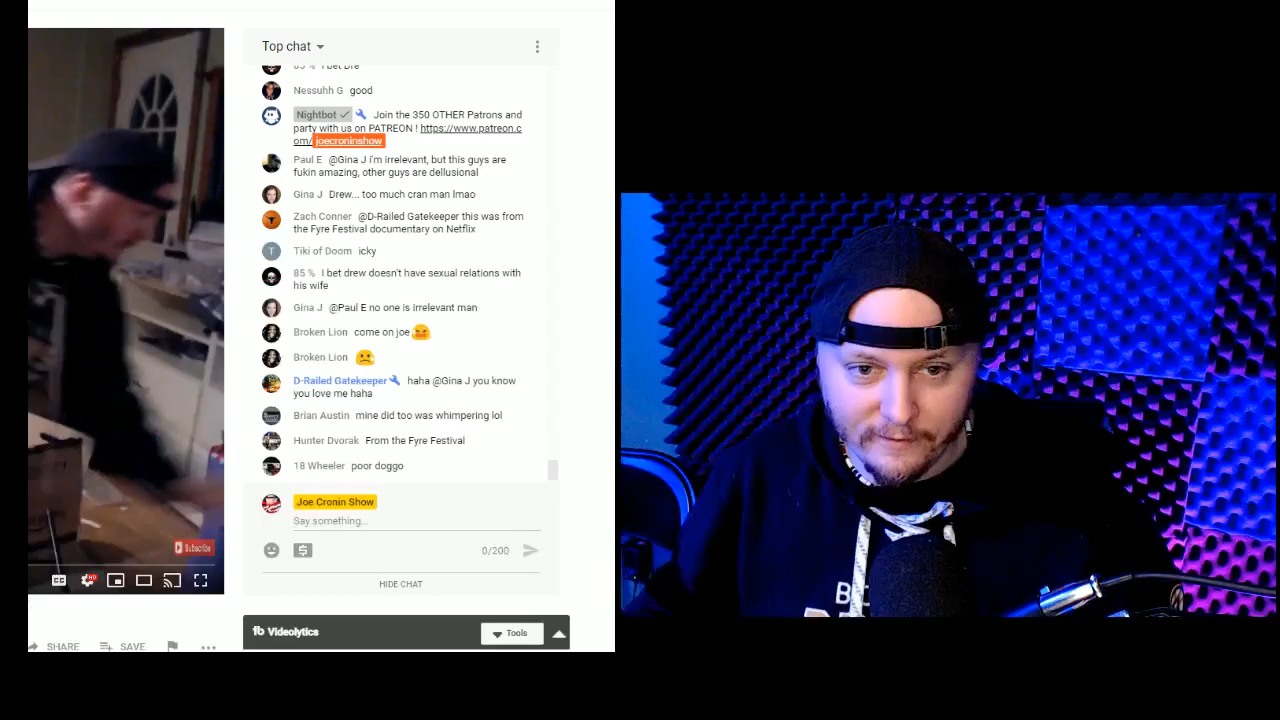 Top chat
85 % I bet Dre
Nessuhh G good
Nightbot Join the 350 OTHER Patrons and
party with us on PATREON ! https://www.patreon.c
om/joecroninshow
Paul E @Gina J i'm irrelevant, but this guys are
fukin amazing, other guys are dellusional
Gina J Drew... too much cran man lmao
Zach Conner @D-Railed Gatekeeper this was from
the Fyre Festival documentary on Netflix
T Tiki of Doom icky
85 % I bet drew doesn't have sexual relations with
his wife
Gina J @Paul E no one is irrelevant man
Broken Lion come on joe
Broken Lion
D-Railed Gatekeeper haha @Gina J you know
you love me haha
Brian Austin mine did too was whimpering lol
Hunter Dvorak From the Fyre Festival
18 Wheeler poor doggo
Joe Cronin Show
Say something...
0/200
HIDE CHAT
Subscribe
CC HD
tb Videolytics Tools
SHARE SAVE